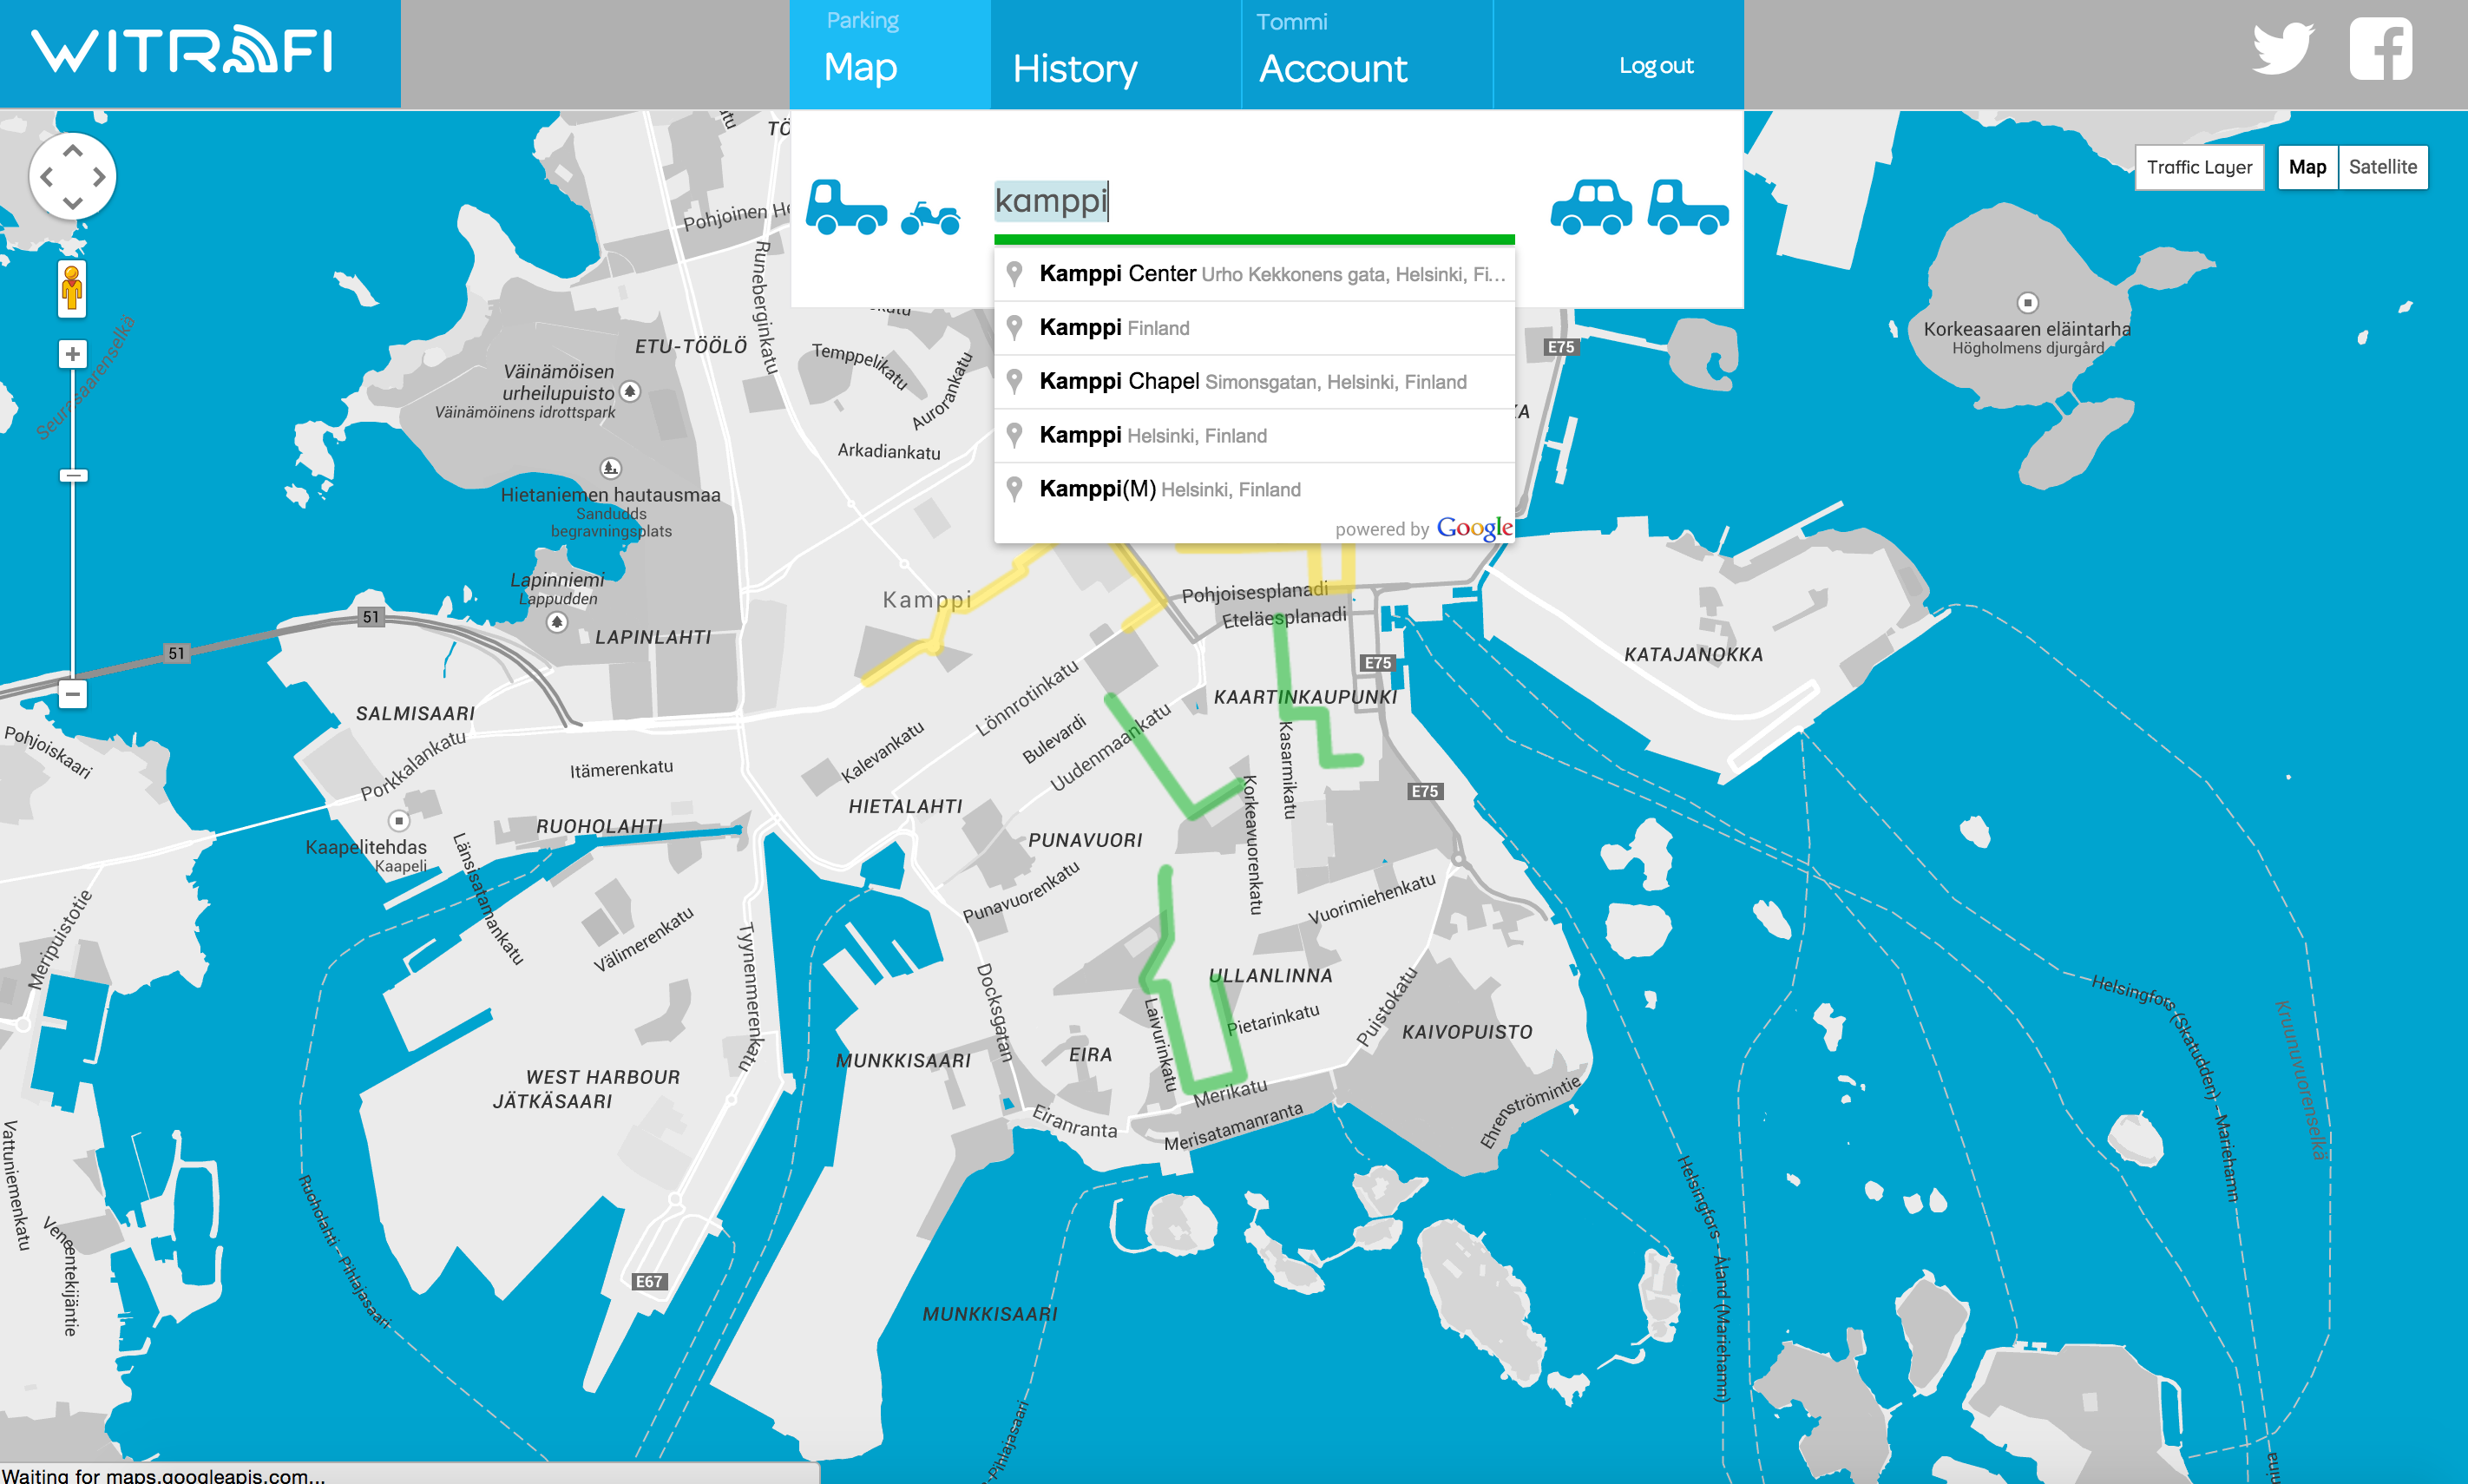 WITRAFI
Parking
Map
History
Tommi
Account
Log out
Traffic Layer
Map
Satellite
kamppi
Kamppi Center Urho Kekkonens gata, Helsinki, Fi...
Kamppi Finland
Kamppi Chapel Simonsgatan, Helsinki, Finland
Kamppi Helsinki, Finland
Kamppi(M) Helsinki, Finland
powered by Google
TÖ
Pohjoinen He
Runeberginkatu
Seurasaarenselkä
ETU-TÖÖLÖ
Temppelikatu
Aurorankatu
Arkadiankatu
Väinämöisen
urheilupuisto
Väinämöinens idrottspark
Hietaniemen hautausmaa
Sandudds
begravningsplats
Lapinniemi
Lappudden
LAPINLAHTI
Kamppi
51
51
E75
Korkeasaaren eläintarha
Högholmens djurgård
Pohjoisesplanadi
Eteläesplanadi
E75
KATAJANOKKA
KAARTINKAUPUNKI
SALMISAARI
Pohjoiskaari
Porkkalankatu
Itämerenkatu
Kalevankatu
Lönnrotinkatu
Bulevardi
Uudenmaankatu
Kasarmikatu
Korkeavuorenkatu
E75
HIETALAHTI
RUOHOLAHTI
PUNAVUORI
Kaapelitehdas
Kaapeli
Länsisatamankatu
Punavuorenkatu
Vuorimiehenkatu
Meripuistotie
Välimerenkatu
Tyynenmerenkatu
Docksgatan
ULLANLINNA
Laivurinkatu
Pietarinkatu
Puistokatu
KAIVOPUISTO
EIRA
MUNKKISAARI
WEST HARBOUR
JÄTKÄSAARI
Merikatu
Eiranranta
Merisatamanranta
Ehrenströmintie
Helsingfors (Skatudden) - Mariehamn
Kruunuvuorenselkä
Vattuniemenkatu
Veneentekijäntie
Ruoholahti - Pihlajasaari
Helsingfors - Åland (Mariehamn)
E67
MUNKKISAARI
-Pihlajasaari
Waiting for maps.googleapis.com...